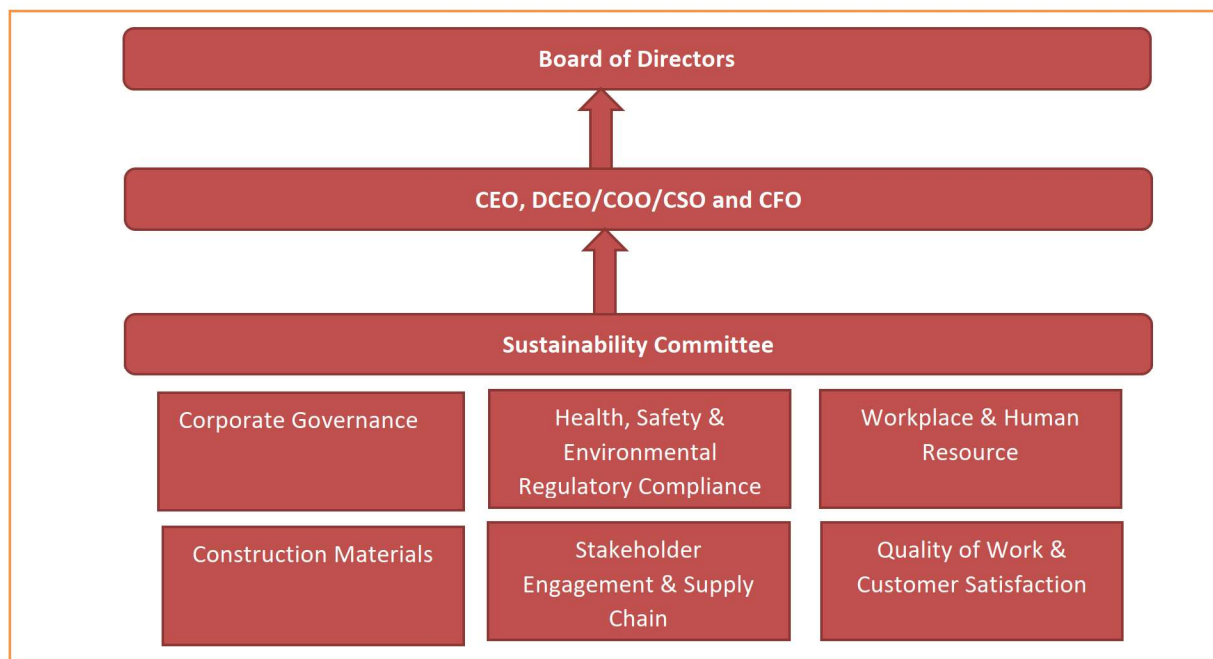 Board of Directors
CEO, DCEO/COO/CSO and CFO
Sustainability Committee
Corporate Governance
Health, Safety &
Environmental
Regulatory Compliance
Workplace & Human
Resource
Construction Materials
Stakeholder
Engagement & Supply
Chain
Quality of Work &
Customer Satisfaction